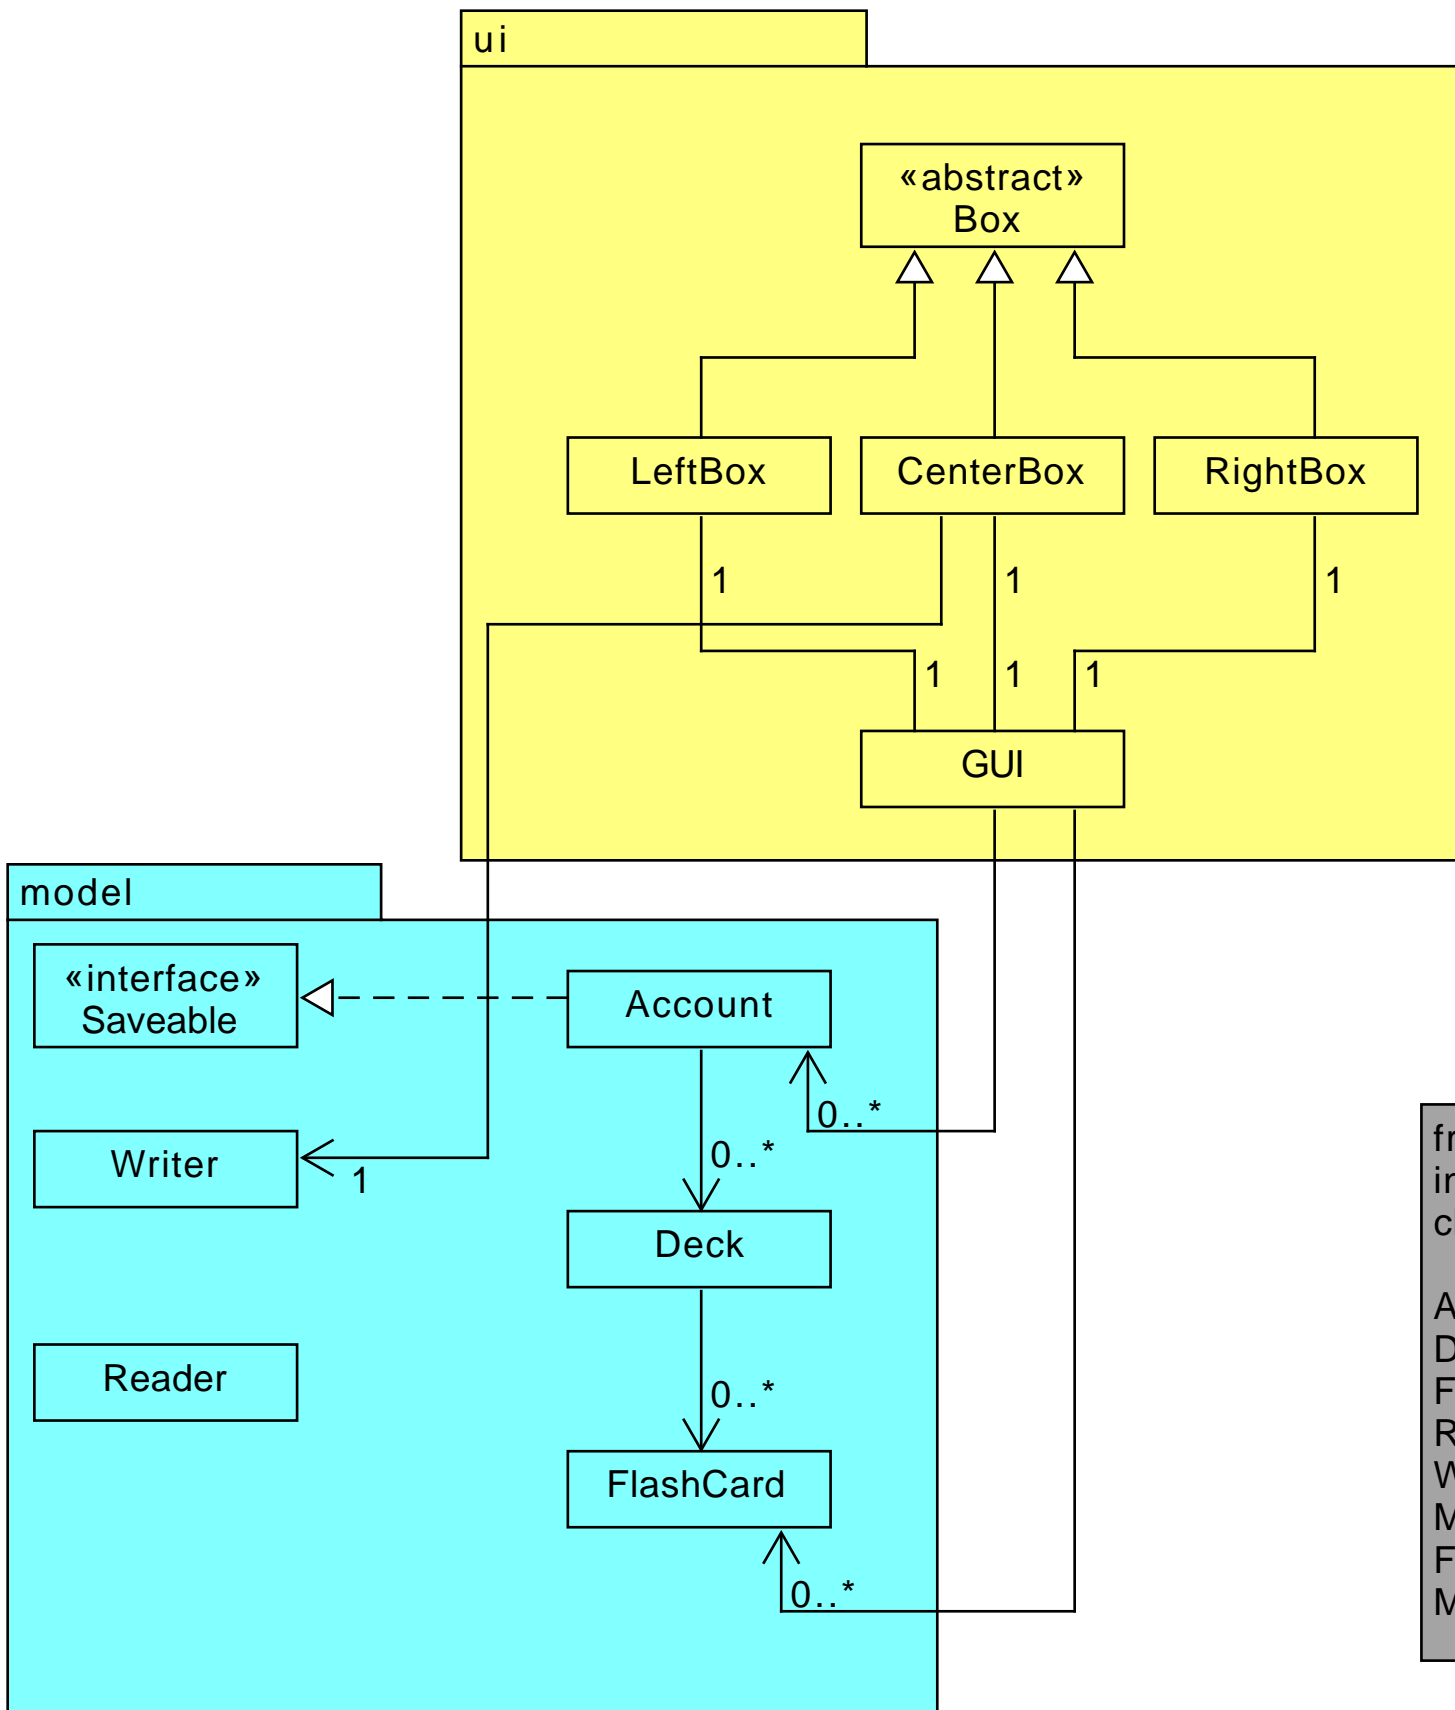 ui
«abstract»
Box
LeftBox
CenterBox
RightBox
1
1
1
1
1
1
GUI
model
«interface»
Saveable
Account
0..*
Writer
1
0..*
Deck
Reader
0..*
FlashCard
0..*